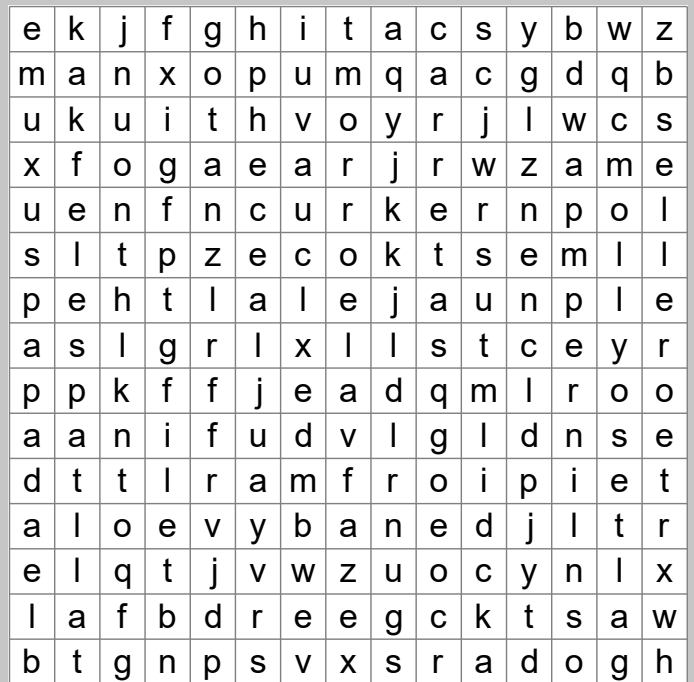 e k j f g h i t a c s y b w z
m a n x o p u m q a c g d q b
u k u i t h v o y r j l w c s
x f o g a e a r j r w z a m e
u e n f n c u r k e r n p o l
s l t p z e c o k t s e m l l
p e h t l a l e j a u n p l e
a s l g r l x l l s t c e y r
p p k f f j e a d q m l r o o
a a n i f u d v l g l d n s e
d t t l r a m f r o i p i e t
a l o e v y b a n e d j l t r
e l q t j v w z u o c y n l x
l a f b d r e e g c k t s a w
b t g n p s v x s r a d o g h